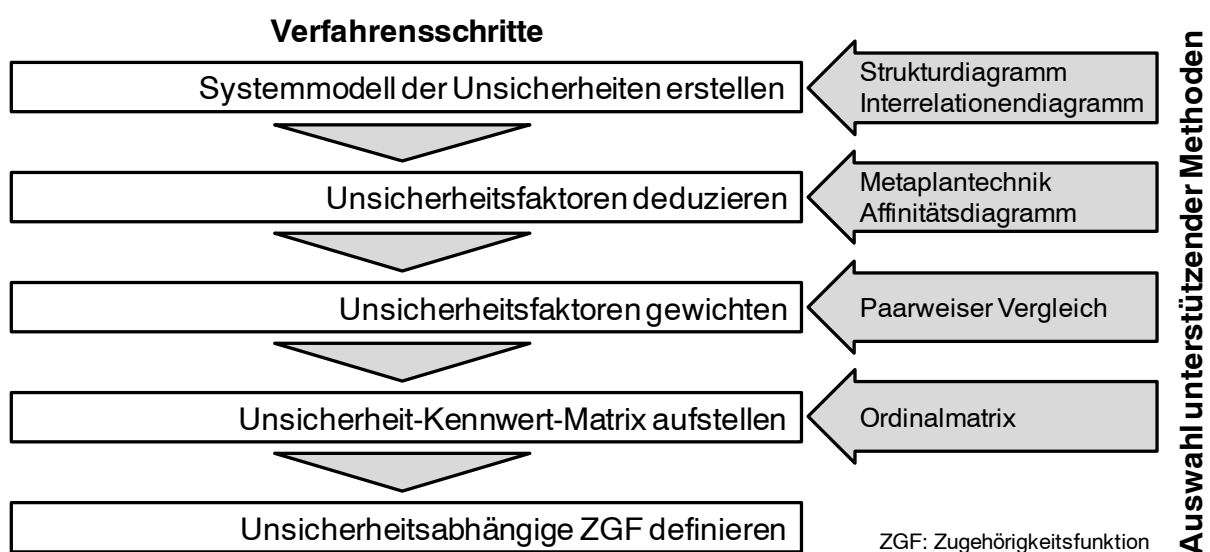 Verfahrensschritte
Systemmodell der Unsicherheiten erstellen
Strukturdiagramm
Interrelationendiagramm
Unsicherheitsfaktoren deduzieren
Metaplantechnik
Affinitätsdiagramm
Unsicherheitsfaktoren gewichten
Paarweiser Vergleich
Unsicherheit-Kennwert-Matrix aufstellen
Ordinalmatrix
Unsicherheitsabhängige ZGF definieren
ZGF: Zugehörigkeitsfunktion
Auswahl unterstützender Methoden